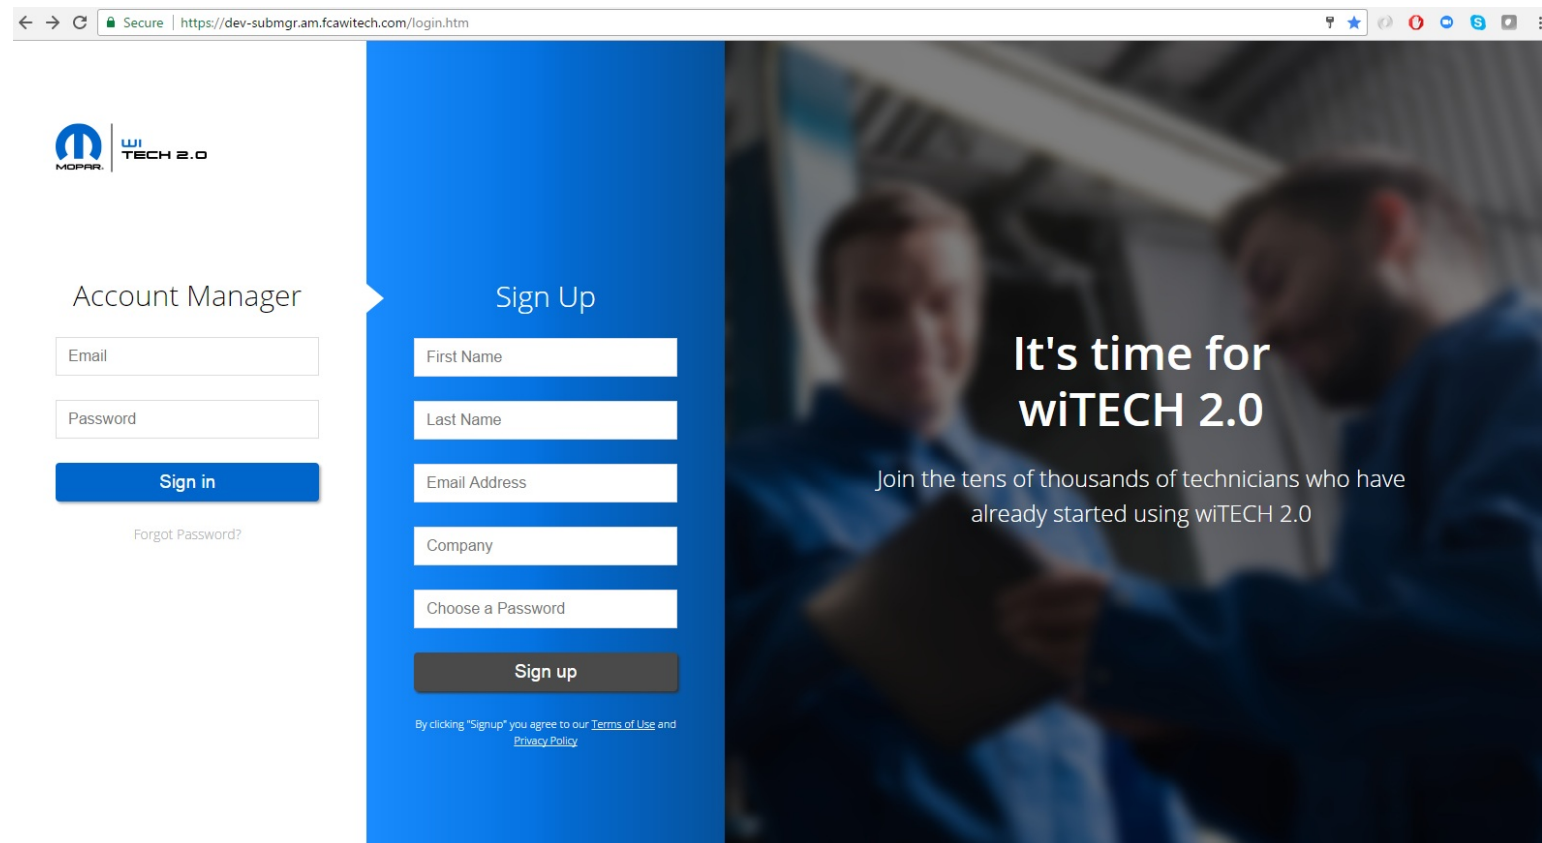 Secure | https://dev-submgr.am.fcawitech.com/login.htm
MOPAR.
wi
TECH 2.0
Account Manager
Email
Password
Sign in
Forgot Password?
Sign Up
First Name
Last Name
Email Address
Company
Choose a Password
Sign up
By clicking "Signup" you agree to our Terms of Use and
Privacy Policy
It's time for
wiTECH 2.0
Join the tens of thousands of technicians who have
already started using wiTECH 2.0